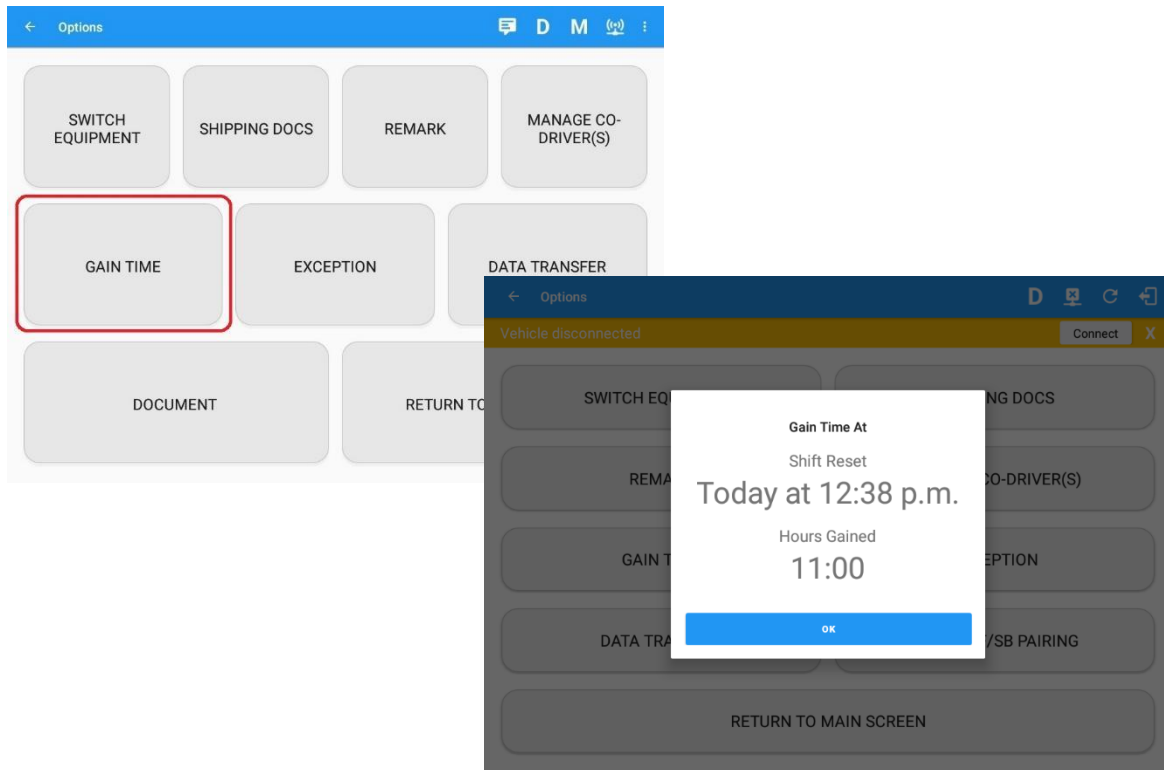 Options
D M
SWITCH
EQUIPMENT
SHIPPING DOCS
REMARK
MANAGE CO-
DRIVER(S)
GAIN TIME
EXCEPTION
DATA TRANSFER
DOCUMENT
RETURN TO
Options
D
Vehicle disconnected
Connect X
SWITCH EQ
NG DOCS
REMA
CO-DRIVER(S)
GAIN T
EPTION
DATA TRA
/SB PAIRING
RETURN TO MAIN SCREEN
Gain Time At
Shift Reset
Today at 12:38 p.m.
Hours Gained
11:00
OK